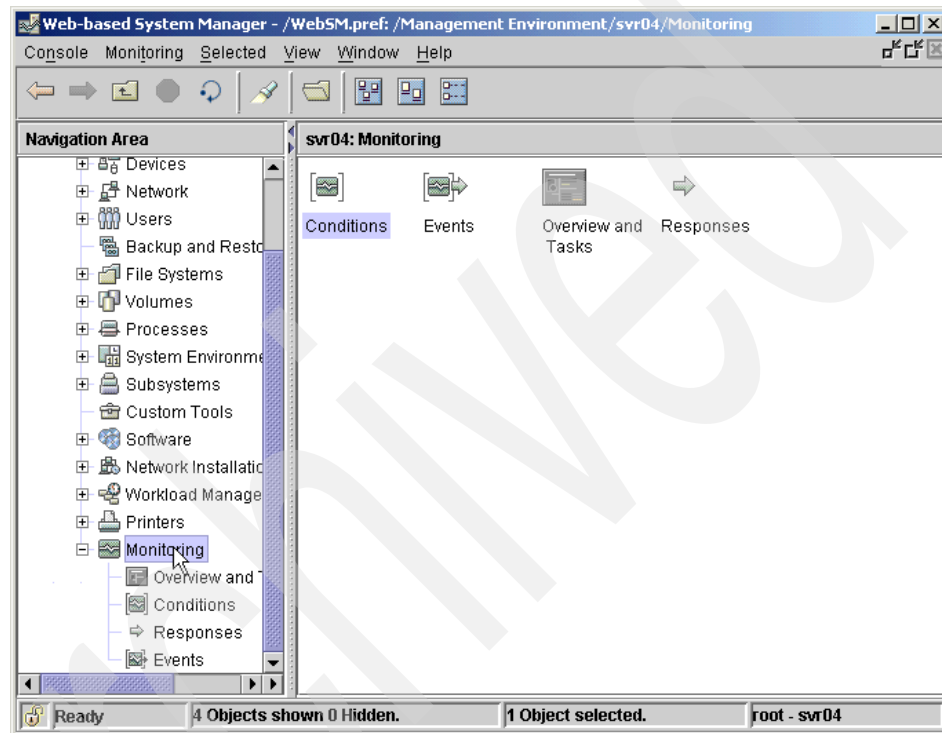 Web-based System Manager - /WebSM.pref: /Management Environment/svr04/Monitoring
Console Monitoring Selected View Window Help
Navigation Area
svr04: Monitoring
Devices
Network
Users
Backup and Resto
File Systems
Volumes
Processes
System Environme
Subsystems
Custom Tools
Software
Network Installatio
Workload Manage
Printers
Monitoring
Overview and T
Conditions
Responses
Events
Conditions
Events
Overview and Tasks
Responses
Ready
4 Objects shown 0 Hidden.
1 Object selected.
root - svr04